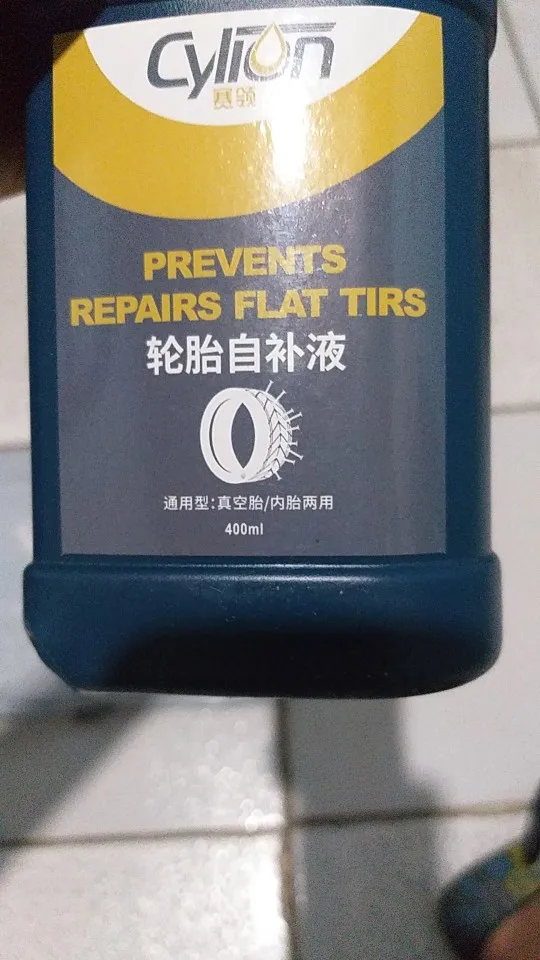 Cylion
赛领
PREVENTS
REPAIRS FLAT TIRS
轮胎自补液
通用型:真空胎/内胎两用
400ml